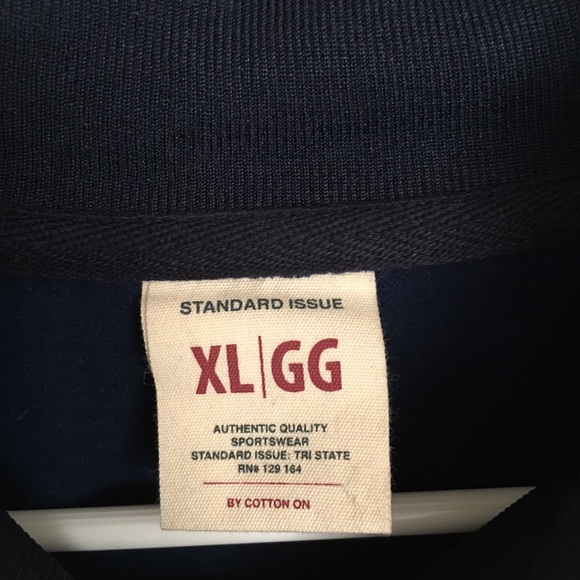 STANDARD ISSUE
XL|GG
AUTHENTIC QUALITY
SPORTSWEAR
STANDARD ISSUE: TRI STATE
RN# 129 164
BY COTTON ON